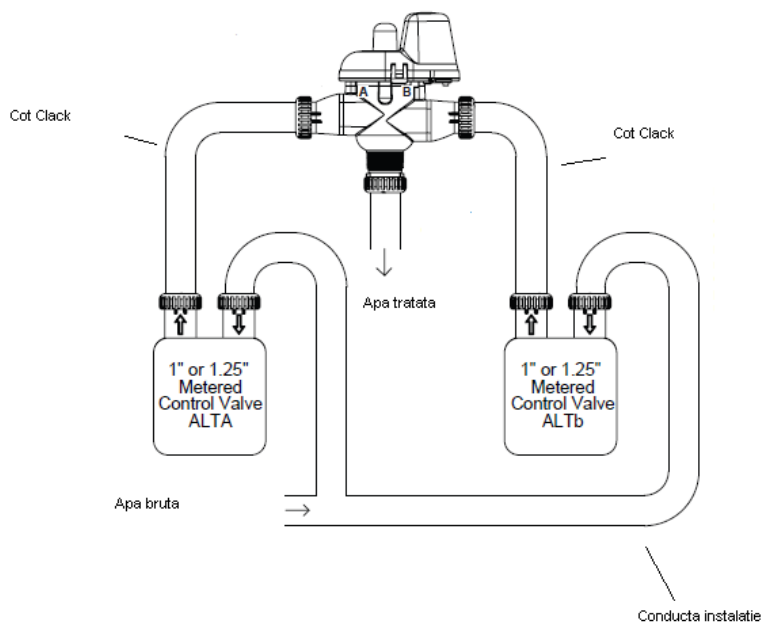 A B
Cot Clack
Cot Clack
Apa tratata
1" or 1.25"
Metered
Control Valve
ALTA
1" or 1.25"
Metered
Control Valve
ALTb
Apa bruta
Conducta instalatie